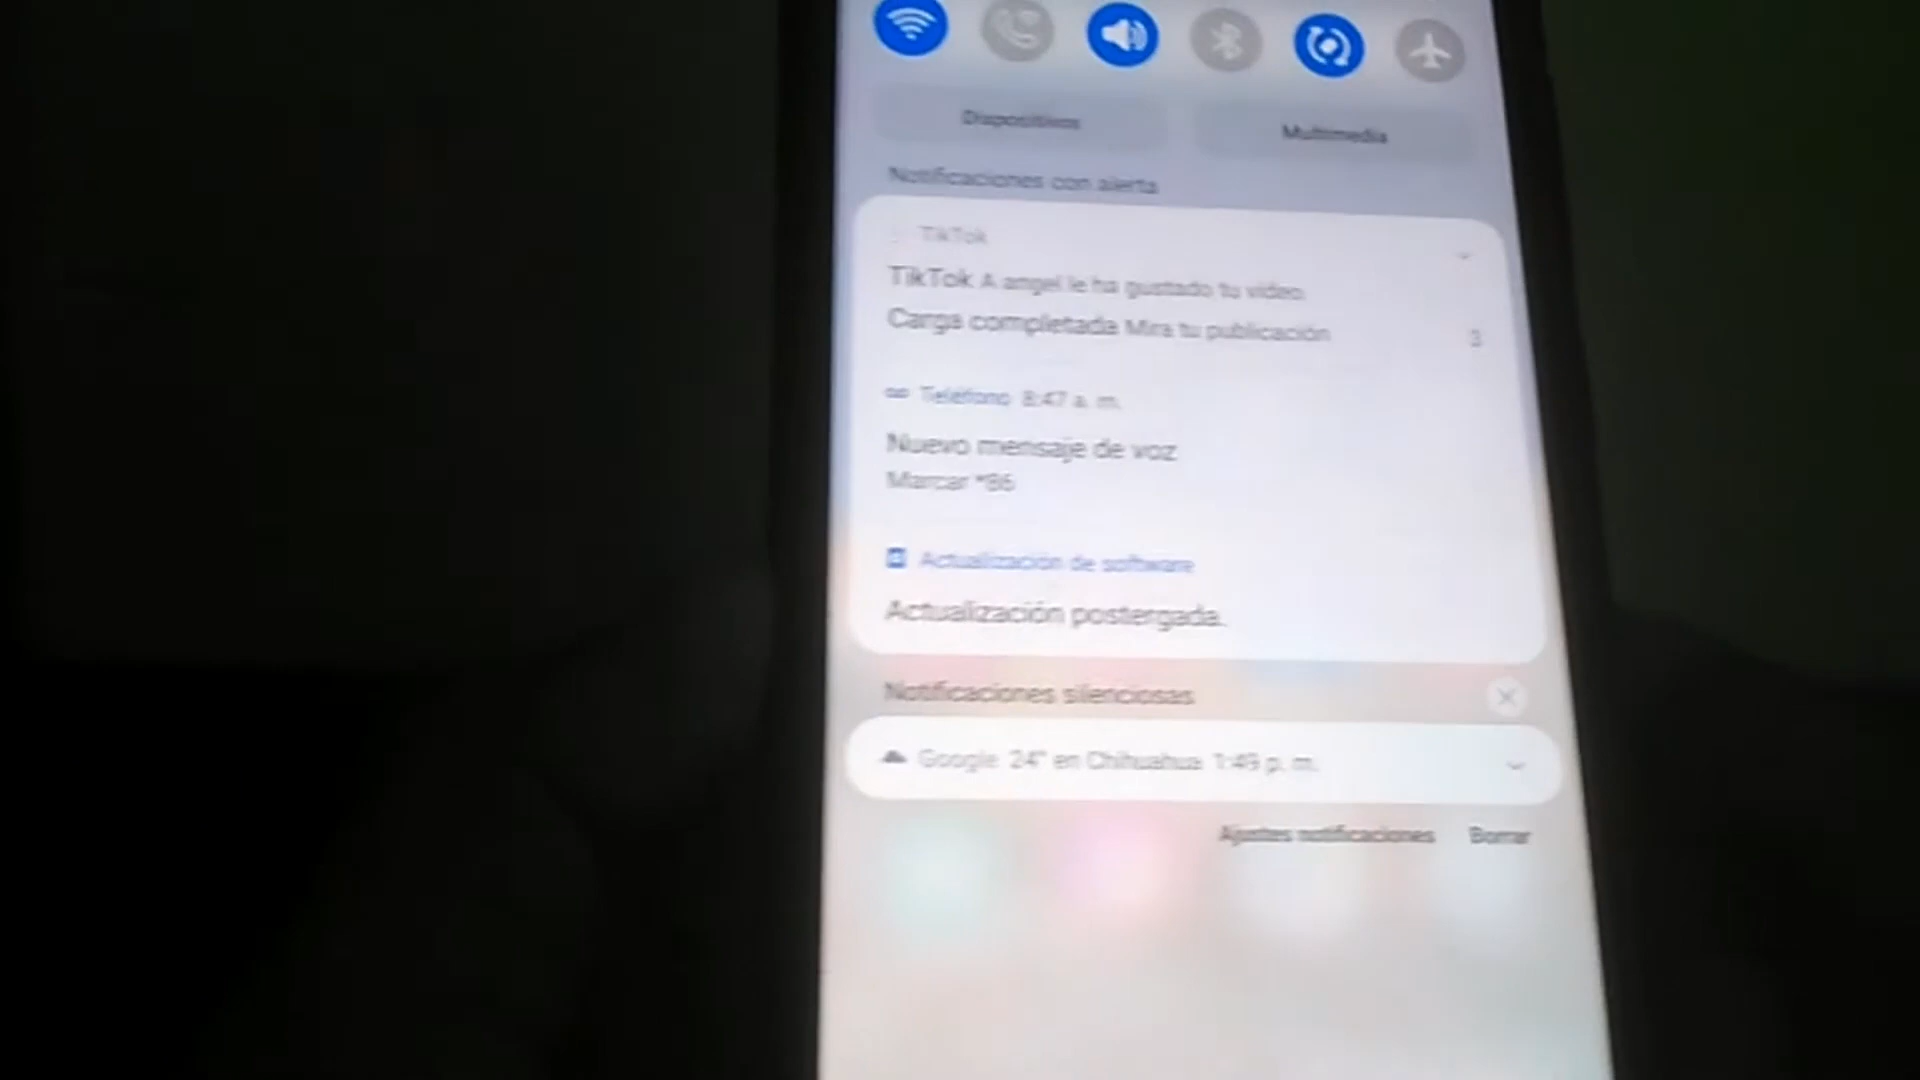 Dispositivos
Multimedia
Notificaciones con alerta
TikTok
TikTok A angel le ha gustado tu video
Carga completada Mira tu publicación
3
Teléfono 8:47 a. m.
Nuevo mensaje de voz
Marcar *86
Actualización de software
Actualización postergada.
Notificaciones silenciosas
Google 24° en Chihuahua 1:49 p. m.
Ajustes notificaciones Borrar